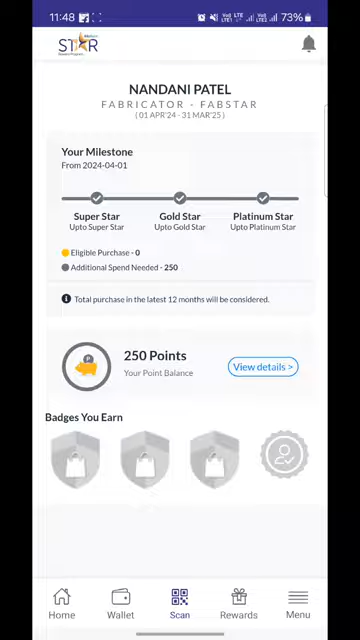 11:48
73%
STAR
NANDANI PATEL
FABRICATOR - FABSTAR
( 01 APR'24 - 31 MAR'25 )
Your Milestone
From 2024-04-01
Super Star Gold Star Platinum Star
Upto Super Star Upto Gold Star Upto Platinum Star
Eligible Purchase - 0
Additional Spend Needed - 250
Total purchase in the latest 12 months will be considered.
250 Points
Your Point Balance
View details >
Badges You Earn
Home Wallet Scan Rewards Menu